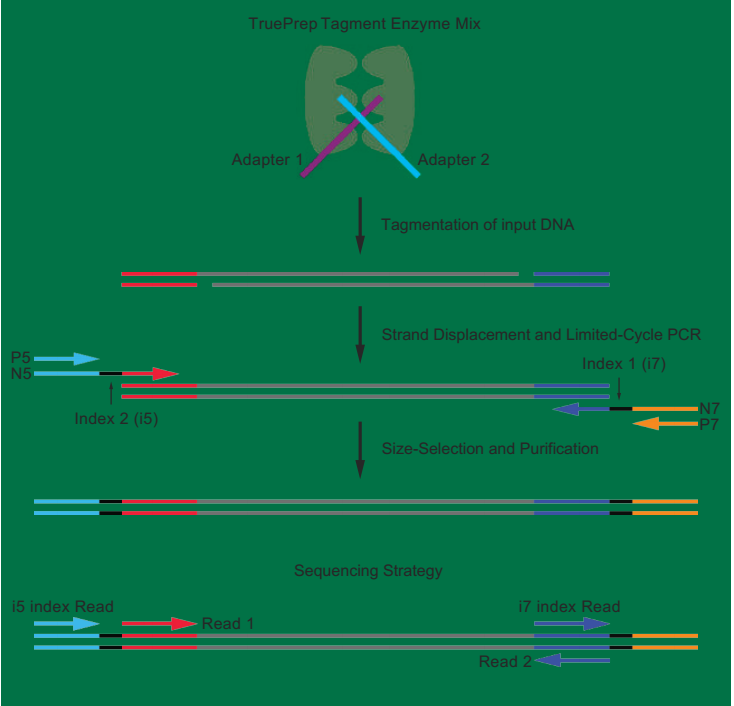 TruePrep Tagment Enzyme Mix
Adapter 1
Adapter 2
Tagmentation of input DNA
Strand Displacement and Limited-Cycle PCR
P5
Index 1 (i7)
N5
Index 2 (i5)
N7
P7
Size-Selection and Purification
Sequencing Strategy
i5 index Read
i7 index Read
Read 1
Read 2